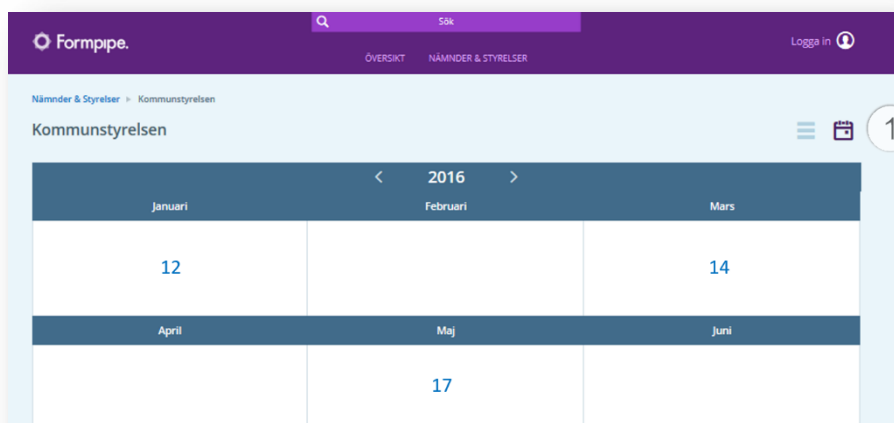 Sök
Formpipe.
Logga in
ÖVERSIKT NÄMNDER & STYRELSER
Nämnder & Styrelser Kommunstyrelsen
Kommunstyrelsen
1
2016
Januari Februari Mars
12 14
April Maj Juni
17